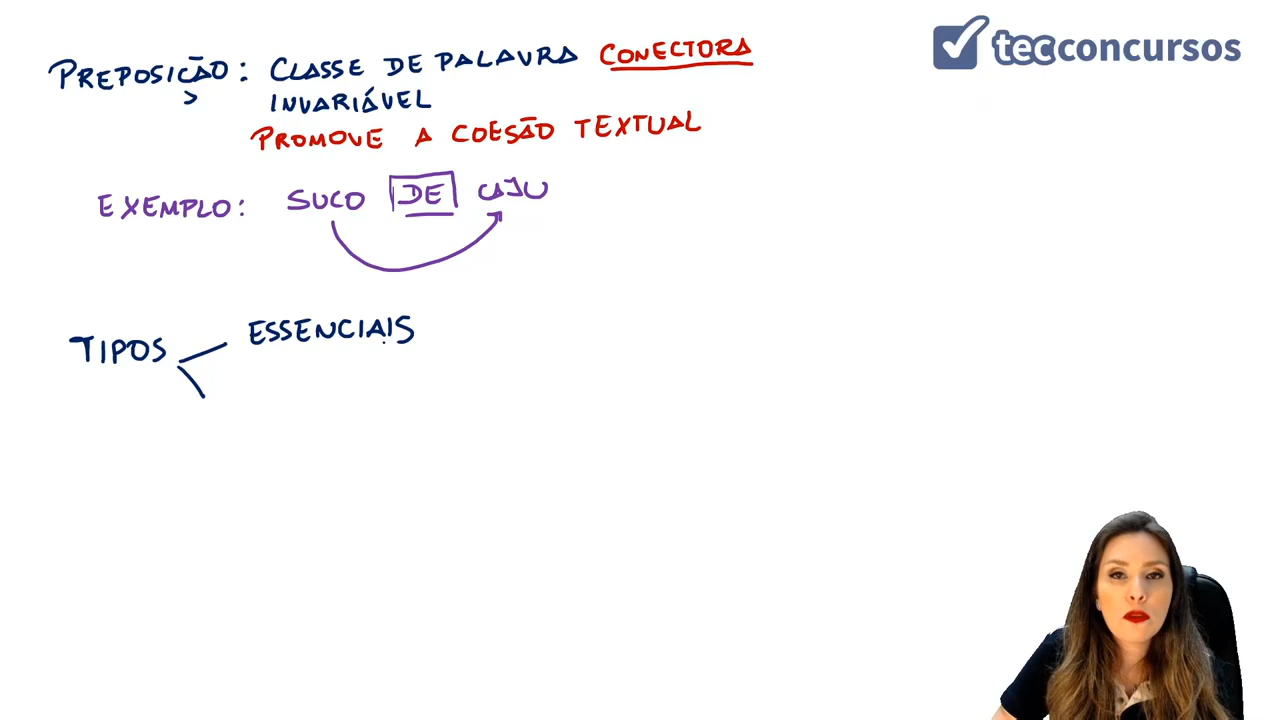 PREPOSIÇÃO: CLASSE DE PALAVRA CONECTORA
INVARIÁVEL
PROMOVE A COESÃO TEXTUAL
EXEMPLO: SUCO DE CAJU
TIPOS
ESSENCIAIS
tecconcursos